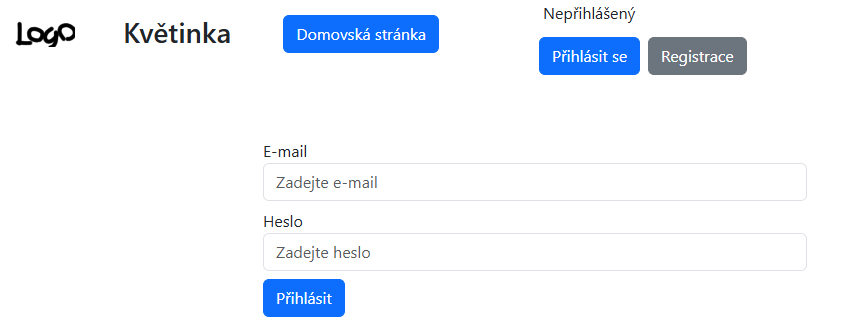 Logo
Květinka
Domovská stránka
Nepřihlášený
Přihlásit se
Registrace
E-mail
Zadejte e-mail
Heslo
Zadejte heslo
Přihlásit